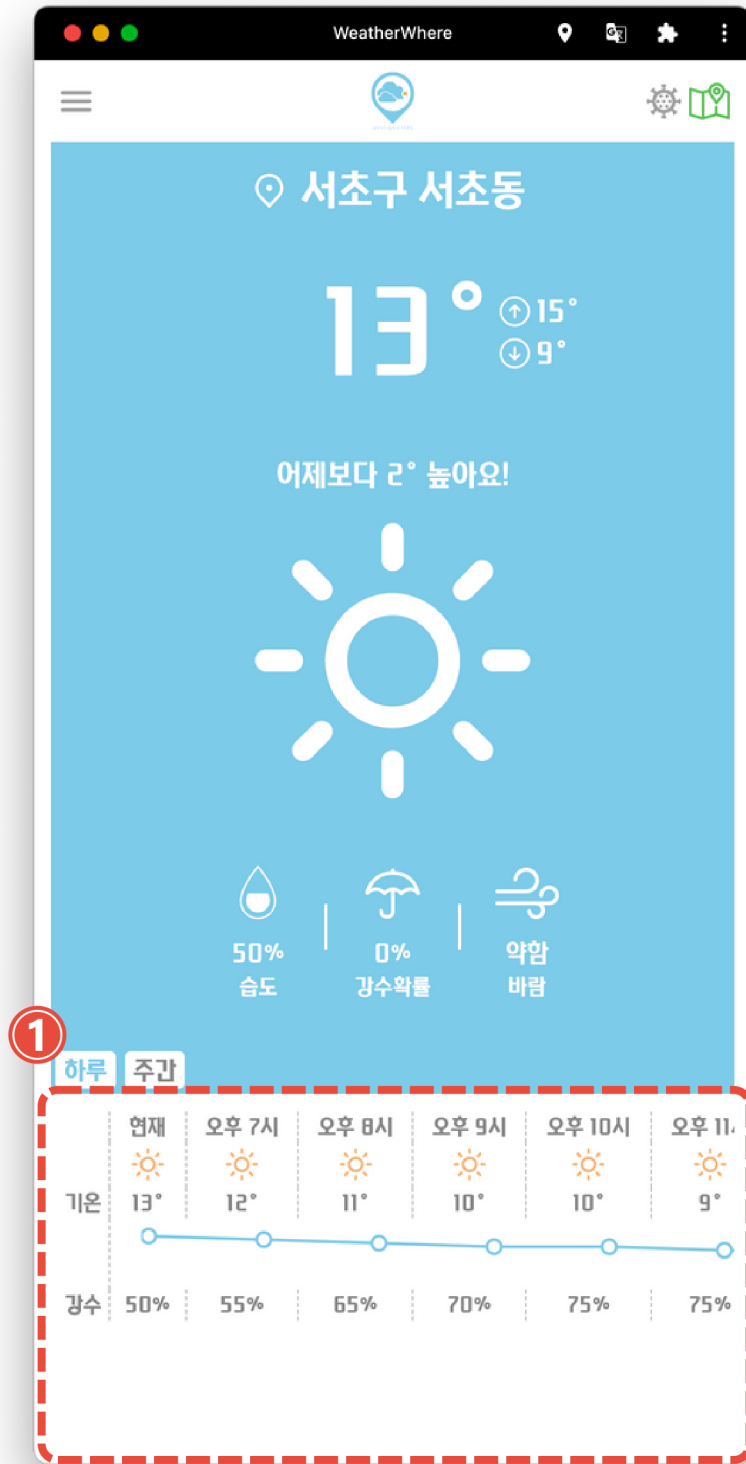 WeatherWhere
서초구 서초동
13° 15°
9°
어제보다 2° 높아요!
50% 0% 약함
습도 강수확률 바람
1
하루 주간
현재 오후 7시 오후 8시 오후 9시 오후 10시 오후 11
기온 13° 12° 11° 10° 10° 9°
강수 50% 55% 65% 70% 75% 75%